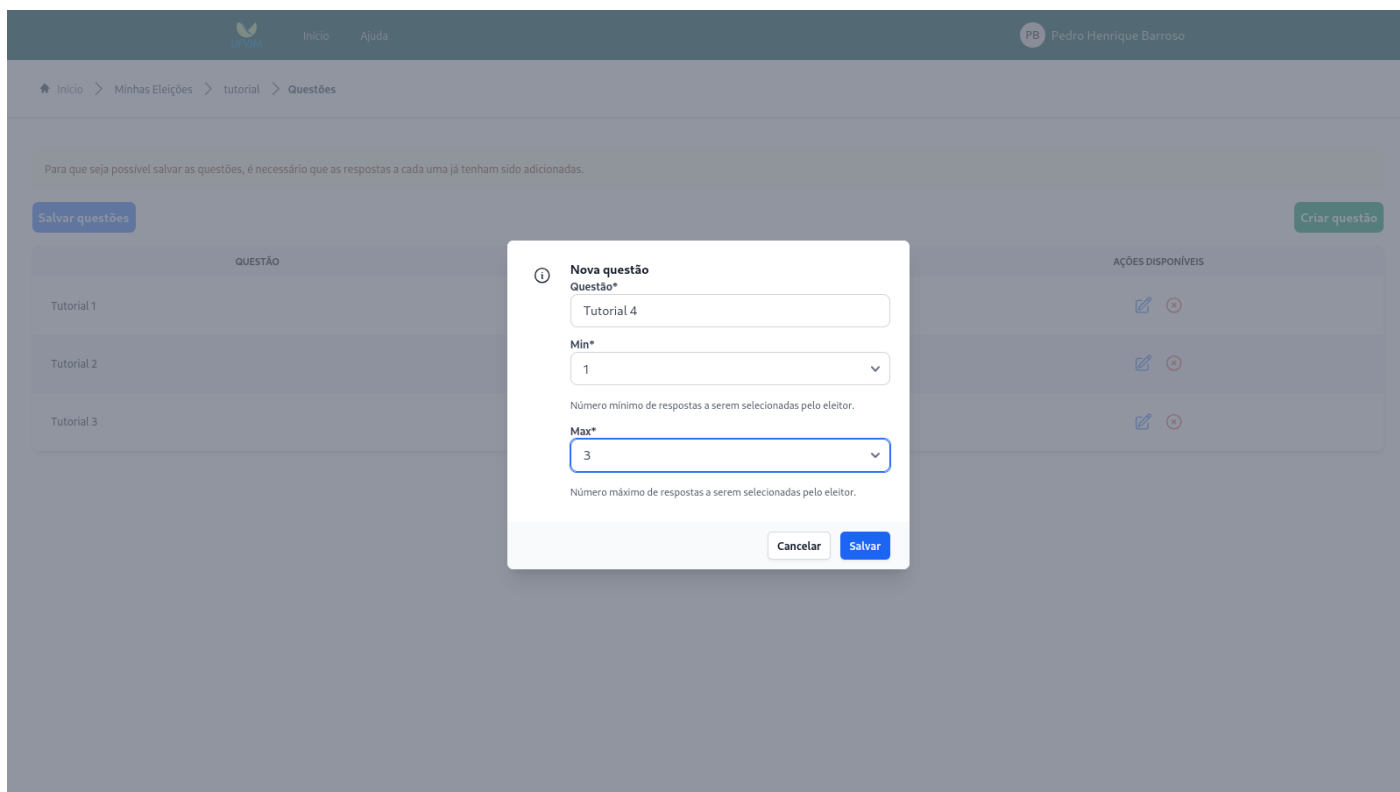 UFVJM
Início Ajuda
PB Pedro Henrique Barroso
Início Minhas Eleições tutorial Questões
Para que seja possível salvar as questões, é necessário que as respostas a cada uma já tenham sido adicionadas.
Salvar questões
Criar questão
QUESTÃO
AÇÕES DISPONÍVEIS
Tutorial 1
Tutorial 2
Tutorial 3
Nova questão
Questão*
Tutorial 4
Min*
1
Número mínimo de respostas a serem selecionadas pelo eleitor.
Max*
3
Número máximo de respostas a serem selecionadas pelo eleitor.
Cancelar Salvar